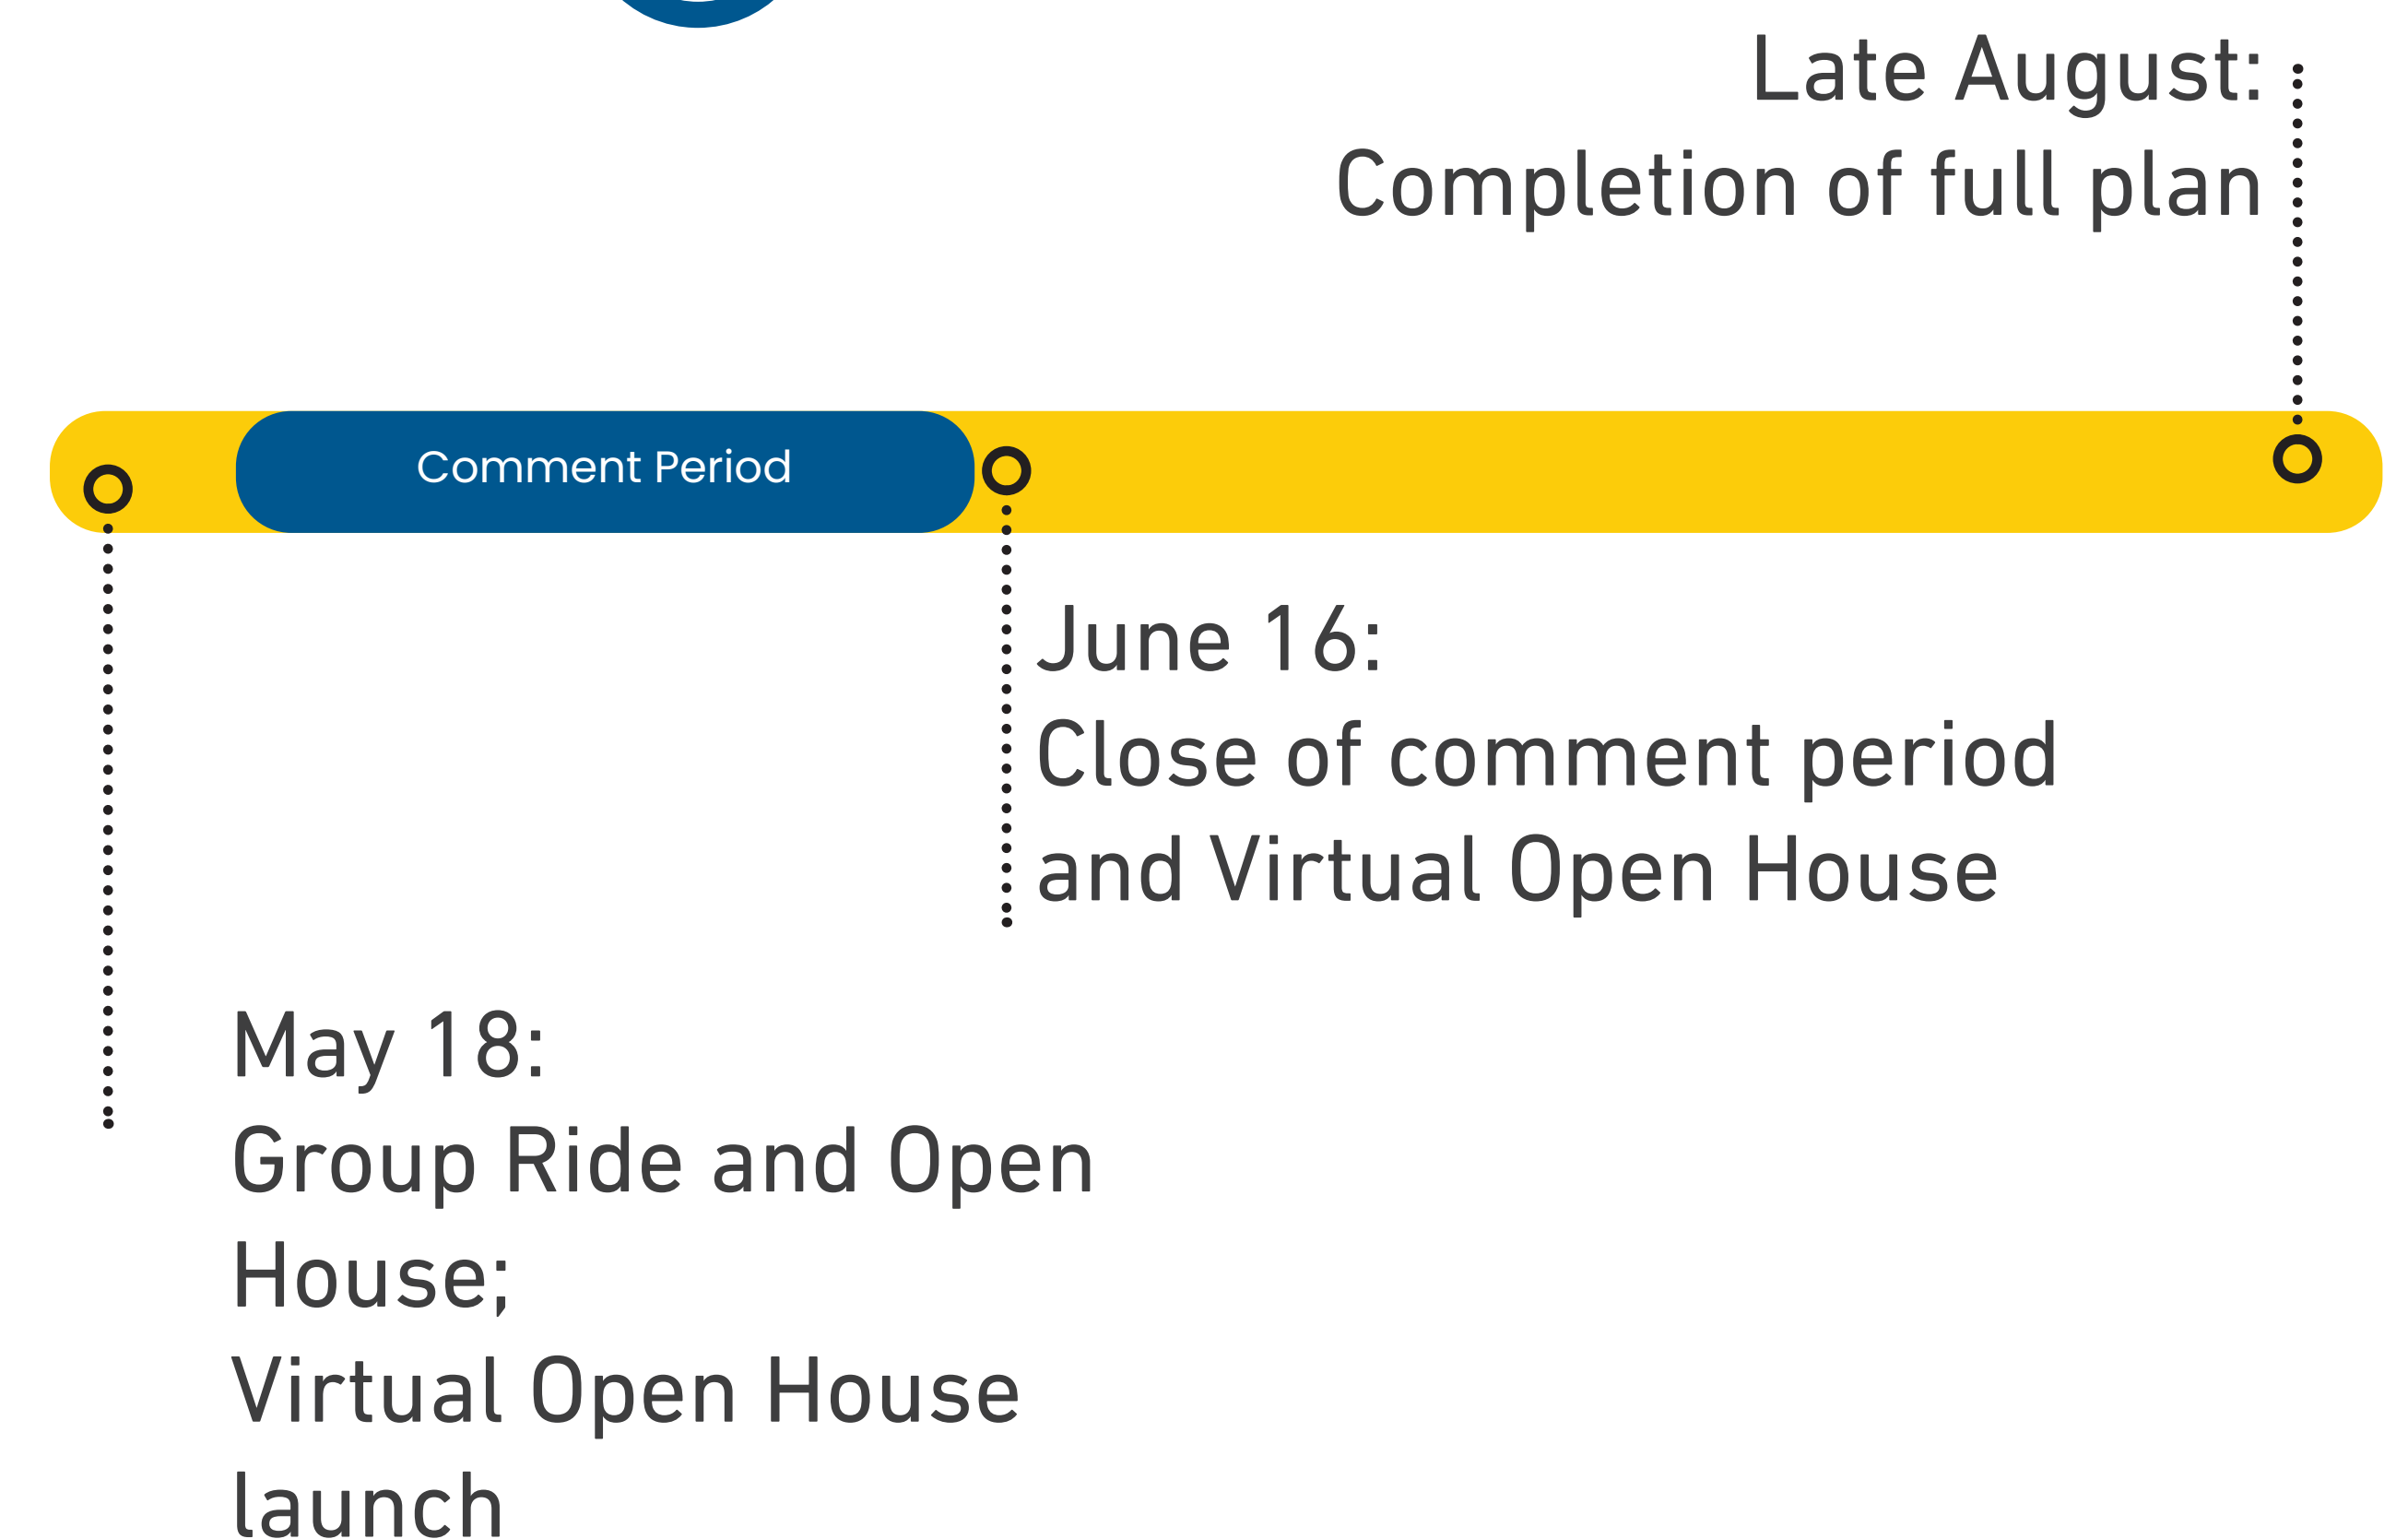 Late August:
Completion of full plan
Comment Period
June 16:
Close of comment period
and Virtual Open House
May 18:
Group Ride and Open
House;
Virtual Open House
launch